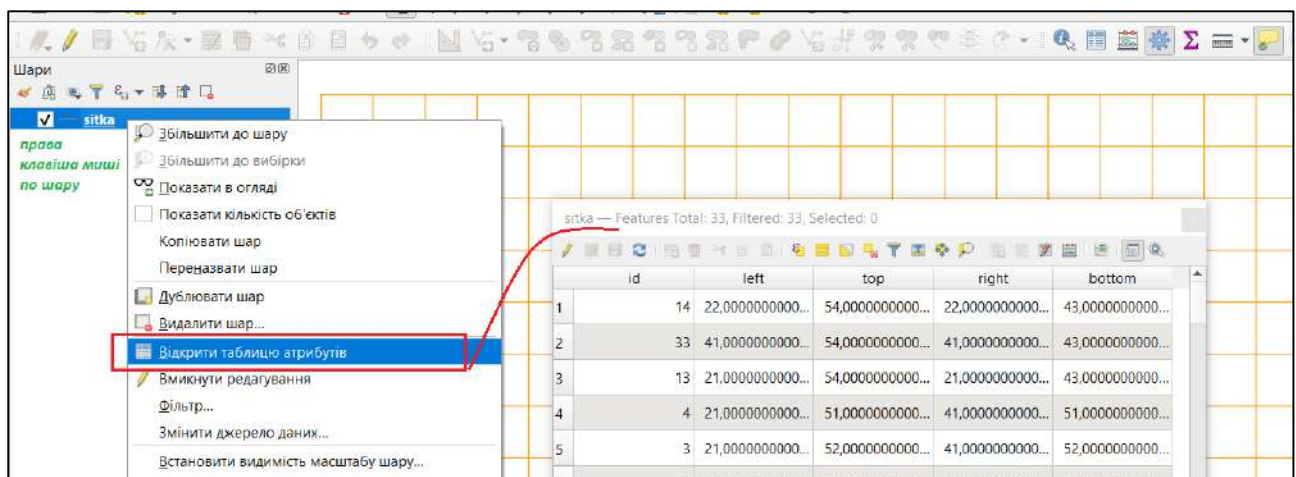 Шари
sitka
права
клавіша миші
по шару
Збільшити до шару
Збільшити до вибірки
Показати в огляді
Показати кількість об'єктів
Копіювати шар
Переназвати шар
Дублювати шар
Видалити шар...
Відкрити таблицю атрибутів
Вмикнути редагування
Фільтр...
Змінити джерело даних...
Встановити видимість масштабу шару...
sitka — Features Total: 33, Filtered: 33, Selected: 0
id left top right bottom
1 14 22,0000000000... 54,0000000000... 22,0000000000... 43,0000000000...
2 33 41,0000000000... 54,0000000000... 41,0000000000... 43,0000000000...
3 13 21,0000000000... 54,0000000000... 21,0000000000... 43,0000000000...
4 4 21,0000000000... 51,0000000000... 41,0000000000... 51,0000000000...
5 3 21,0000000000... 52,0000000000... 41,0000000000... 52,0000000000...